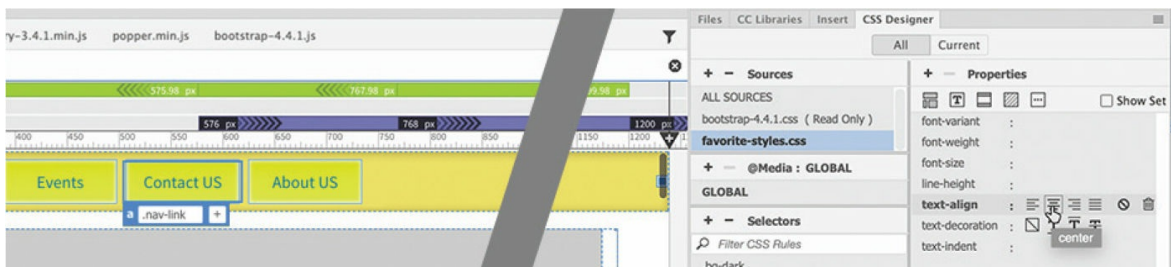 ry-3.4.1.min.js popper.min.js bootstrap-4.4.1.js
575.98 px 767.98 px 99.98 px
576 px 768 px 1200 px
400 450 500 550 600 650 700 750 800 850 1150 1200
Events Contact US About US
a .nav-link +
Files CC Libraries Insert CSS Designer
All Current
+ − Sources
ALL SOURCES
bootstrap-4.4.1.css ( Read Only )
favorite-styles.css
+ − @Media : GLOBAL
GLOBAL
+ − Selectors
Filter CSS Rules
bg-dark
+ − Properties
Show Set
font-variant :
font-weight :
font-size :
line-height :
text-align :
text-decoration :
center
text-indent :